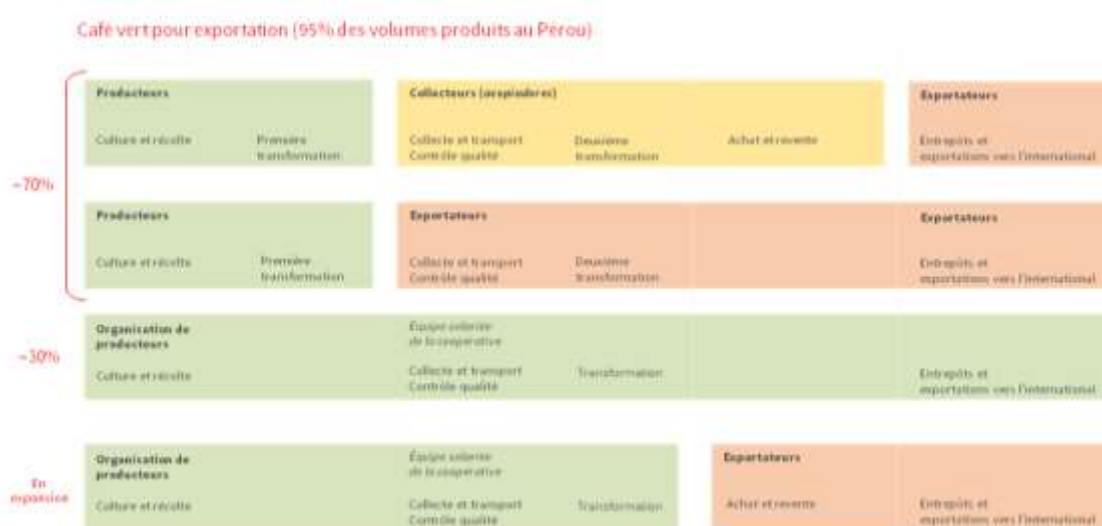 Café vert pour exportation (95% des volumes produits au Pérou)
~70%
Producteurs
Culture et récolte
Première
transformation
Collecteurs (acopiadores)
Collecte et transport
Contrôle qualité
Deuxième
transformation
Achat et revente
Exportateurs
Entrepôts et
exportations vers l'international
Producteurs
Culture et récolte
Première
transformation
Exportateurs
Collecte et transport
Contrôle qualité
Deuxième
transformation
Exportateurs
Entrepôts et
exportations vers l'international
~30%
Organisation de
producteurs
Culture et récolte
Équipe salariée
de la coopérative
Collecte et transport
Contrôle qualité
Transformation
Entrepôts et
exportations vers l'international
En
expansion
Organisation de
producteurs
Culture et récolte
Équipe salariée
de la coopérative
Collecte et transport
Contrôle qualité
Transformation
Exportateurs
Achat et revente
Entrepôts et
exportations vers l'international